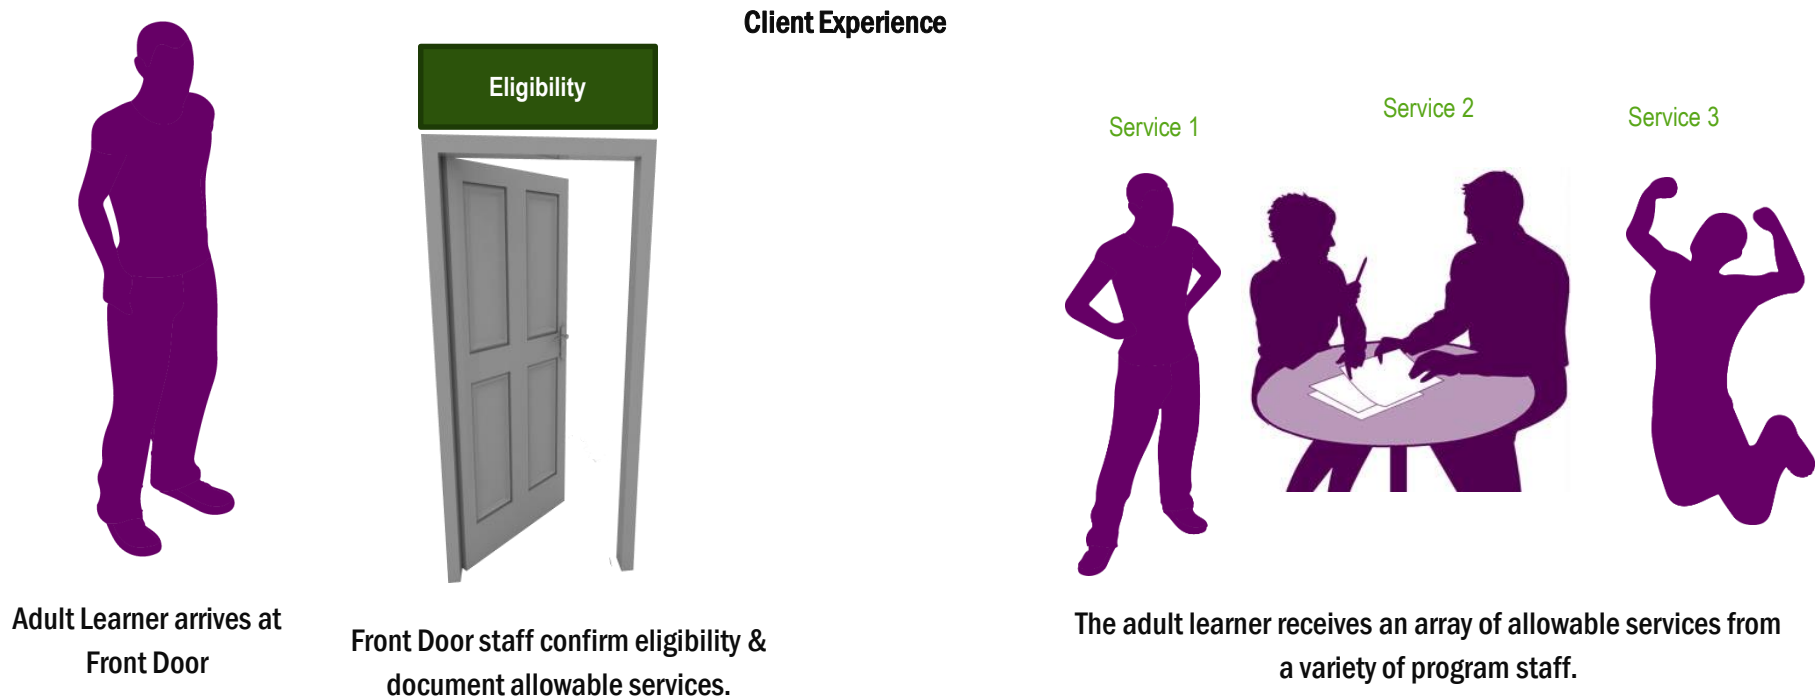 Client Experience
Eligibility
Service 1
Service 2
Service 3
Adult Learner arrives at
Front Door
Front Door staff confirm eligibility &
document allowable services.
The adult learner receives an array of allowable services from
a variety of program staff.